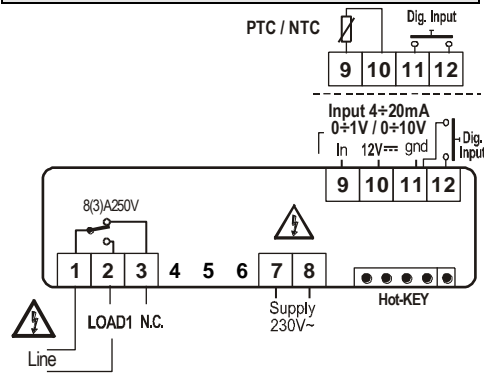 PTC / NTC
Dig. Input
9 10 11 12
Input 4÷20mA
0÷1V / 0÷10V
In 12V gnd
Dig.
Input
9 10 11 12
8(3)A250V
1 2 3 4 5 6 7 8
LOAD1 N.C.
Supply
230V~
Hot-KEY
Line